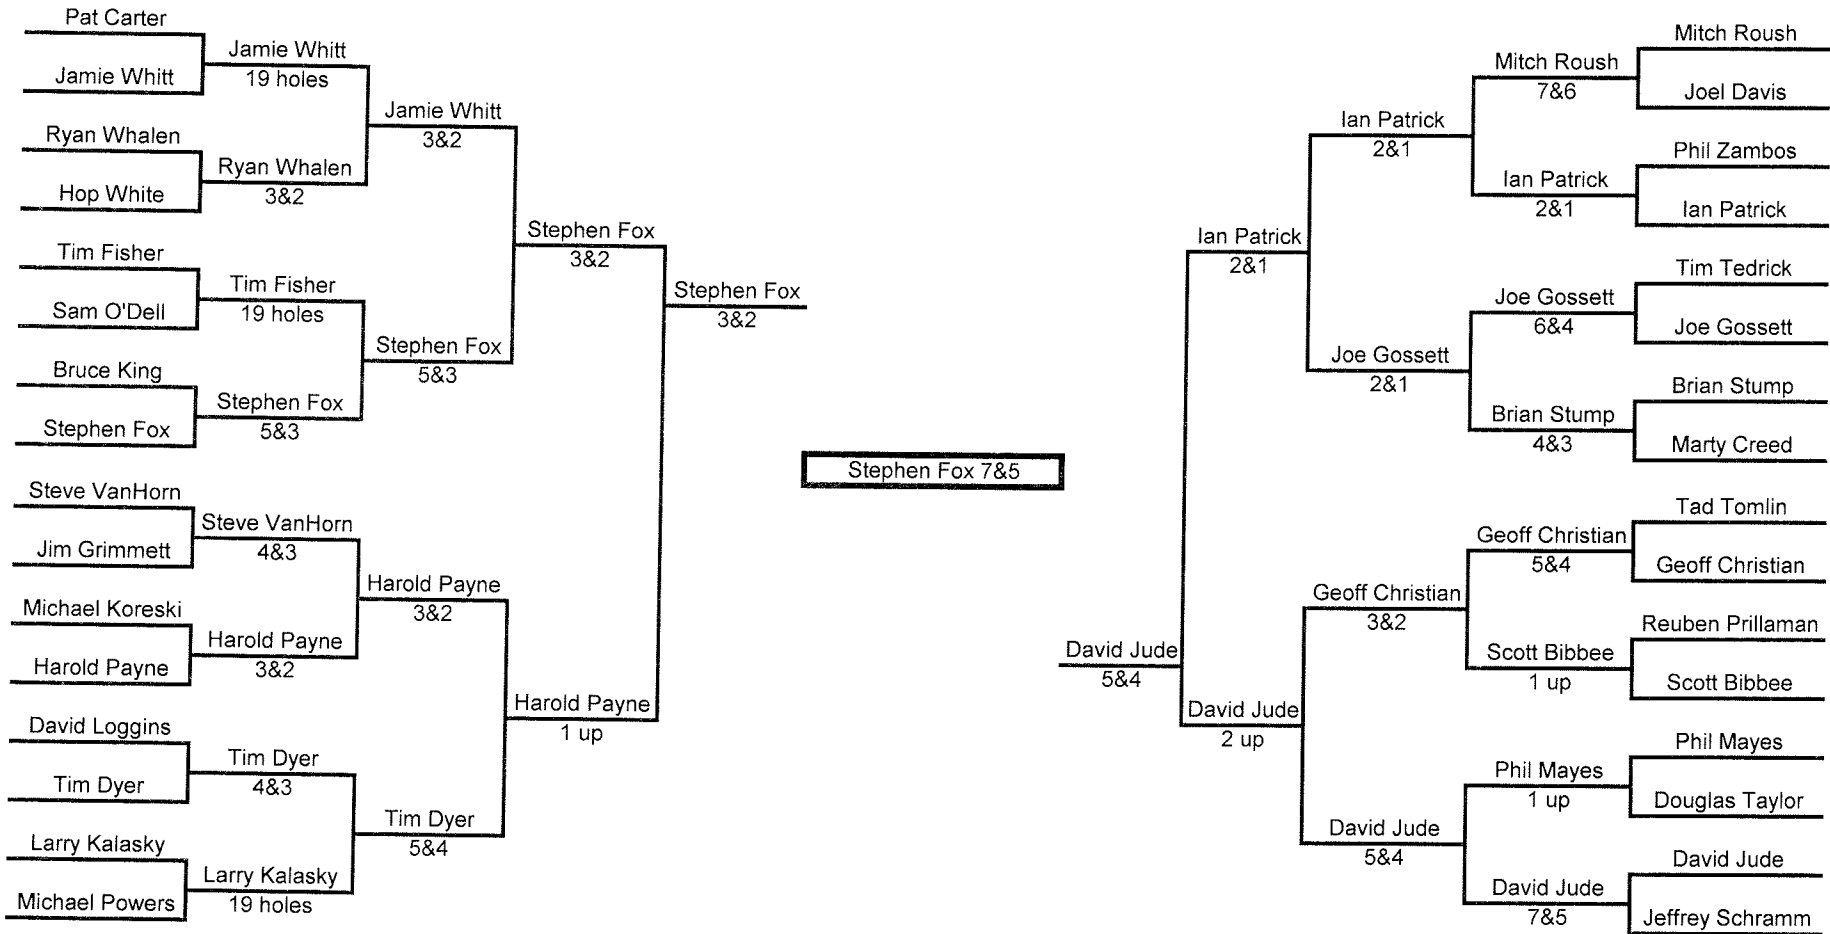 Pat Carter
Jamie Whitt
Ryan Whalen
Hop White
Tim Fisher
Sam O'Dell
Bruce King
Stephen Fox
Steve VanHorn
Jim Grimmett
Michael Koreski
Harold Payne
David Loggins
Tim Dyer
Larry Kalasky
Michael Powers
Jamie Whitt
19 holes
Ryan Whalen
3&2
Tim Fisher
19 holes
Stephen Fox
5&3
Steve VanHorn
4&3
Harold Payne
3&2
Tim Dyer
4&3
Larry Kalasky
19 holes
Jamie Whitt
3&2
Stephen Fox
5&3
Harold Payne
3&2
Tim Dyer
5&4
Stephen Fox
3&2
Harold Payne
1 up
Stephen Fox
3&2
Stephen Fox 7&5
David Jude
5&4
Ian Patrick
2&1
David Jude
2 up
Ian Patrick
2&1
Joe Gossett
2&1
Geoff Christian
3&2
David Jude
5&4
Mitch Roush
7&6
Ian Patrick
2&1
Joe Gossett
6&4
Brian Stump
4&3
Geoff Christian
5&4
Scott Bibbee
1 up
Phil Mayes
1 up
David Jude
7&5
Mitch Roush
Joel Davis
Phil Zambos
Ian Patrick
Tim Tedrick
Joe Gossett
Brian Stump
Marty Creed
Tad Tomlin
Geoff Christian
Reuben Prillaman
Scott Bibbee
Phil Mayes
Douglas Taylor
David Jude
Jeffrey Schramm